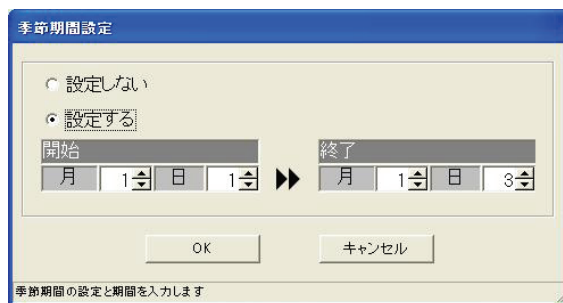 季節期間設定
設定しない
設定する
開始 終了
月 1 日 1 月 1 日 3
OK キャンセル
季節期間の設定と期間を入力します